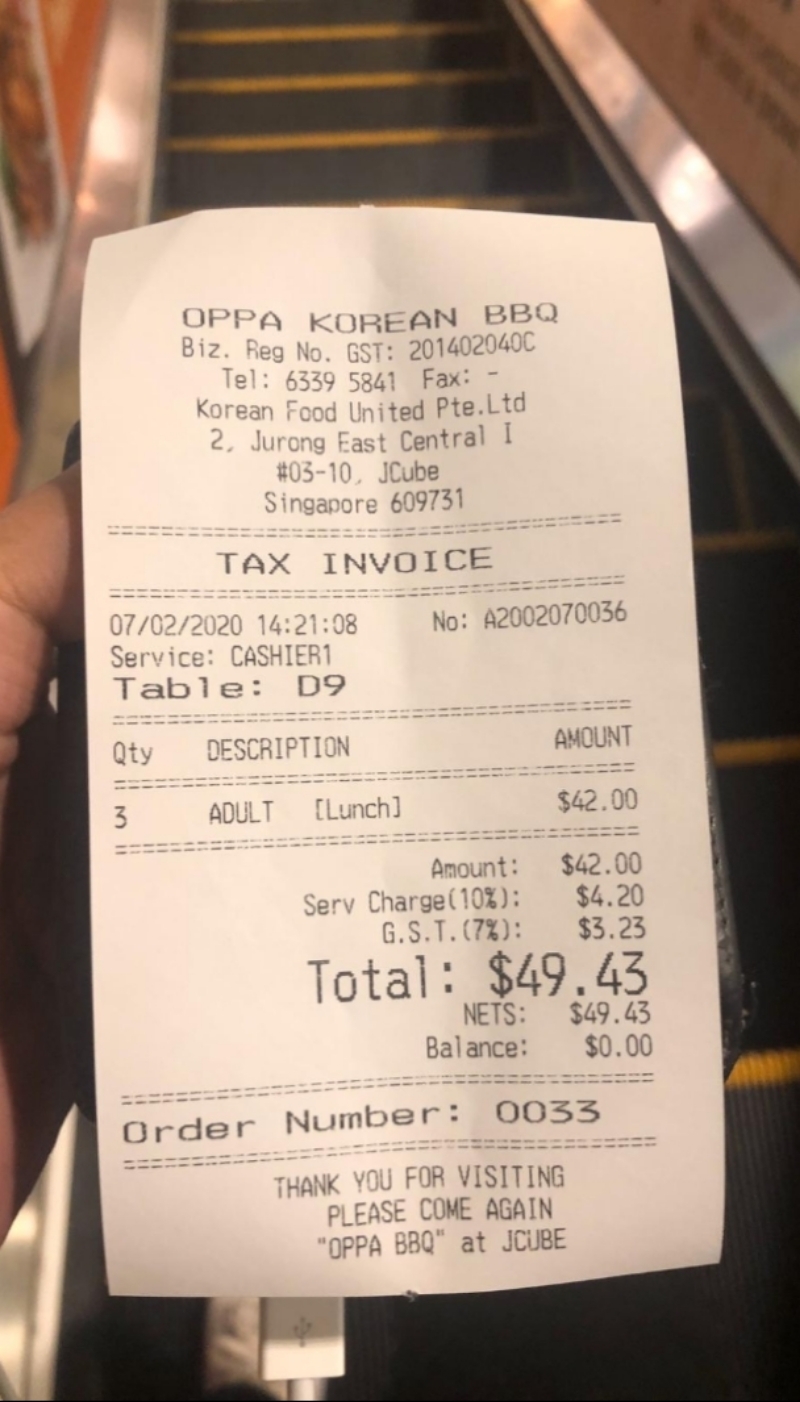 OPPA KOREAN BBQ
Biz. Reg No. GST: 201402040C
Tel: 6339 5841 Fax: -
Korean Food United Pte.Ltd
2, Jurong East Central I
#03-10, JCube
Singapore 609731
TAX INVOICE
07/02/2020 14:21:08 No: A2002070036
Service: CASHIER1
Table: D9
Qty DESCRIPTION AMOUNT
3 ADULT [Lunch] $42.00
Amount: $42.00
Serv Charge(10%): $4.20
G.S.T.(7%): $3.23
Total: $49.43
NETS: $49.43
Balance: $0.00
Order Number: 0033
THANK YOU FOR VISITING
PLEASE COME AGAIN
"OPPA BBQ" at JCUBE